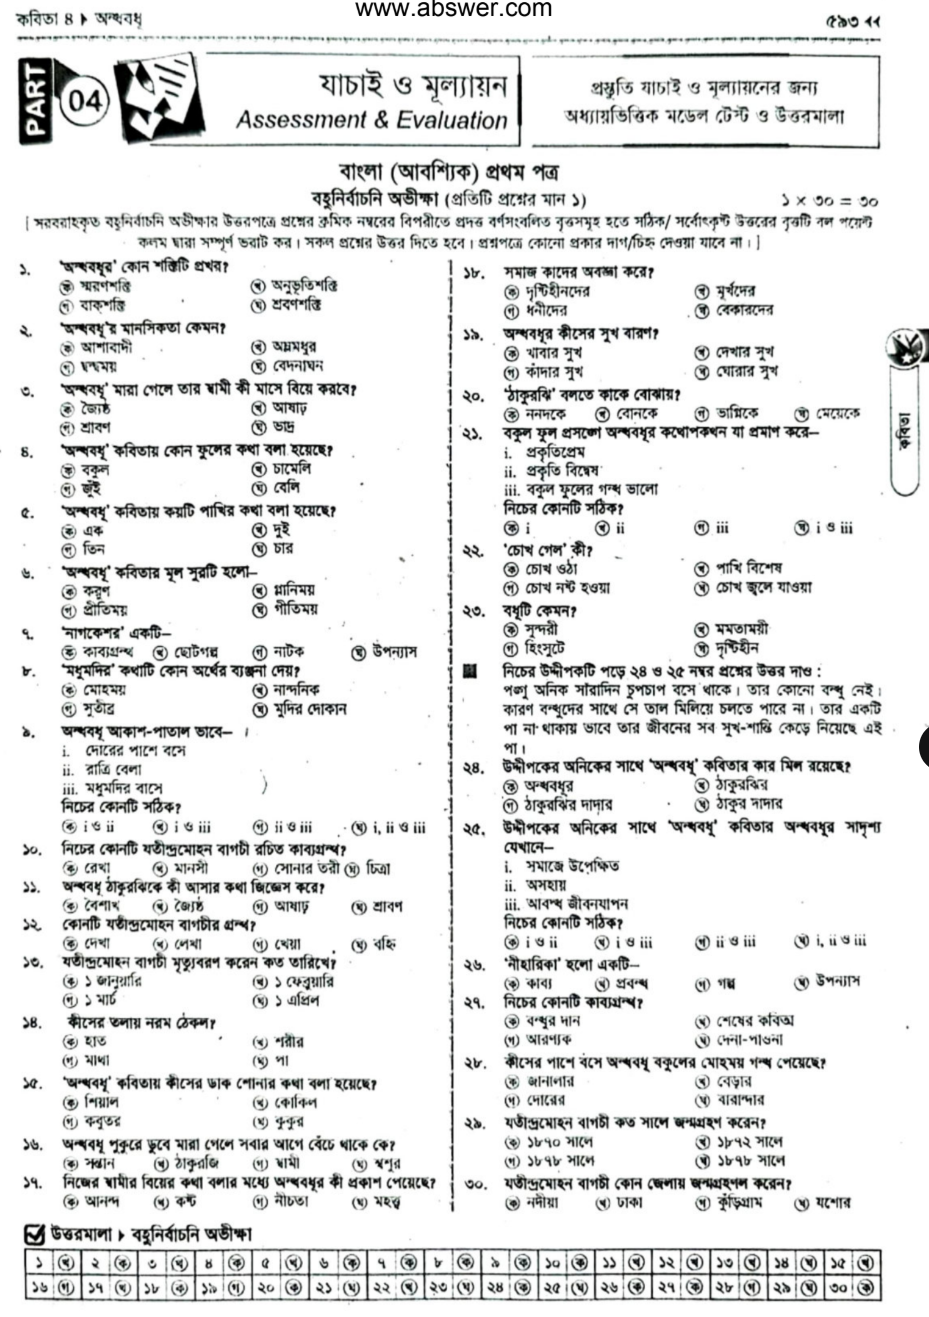 www.abswer.com
কবিতা ৪ ▶ অন্ধবধূ
৫৯৩ ◀◀
PART
04
যাচাই ও মূল্যায়ন
Assessment & Evaluation
প্রস্তুতি যাচাই ও মূল্যায়নের জন্য
অধ্যায়ভিত্তিক মডেল টেস্ট ও উত্তরমালা
বাংলা (আবশ্যিক) প্রথম পত্র
বহুনির্বাচনি অভীক্ষা (প্রতিটি প্রশ্নের মান ১)
১ × ৩০ = ৩০
[ সরবরাহকৃত বহুনির্বাচনি অভীক্ষার উত্তরপত্রে প্রশ্নের ক্রমিক নম্বরের বিপরীতে প্রদত্ত বর্ণসংবলিত বৃত্তসমূহ হতে সঠিক/ সর্বোৎকৃষ্ট উত্তরের বৃত্তটি বল পয়েন্ট
কলম দ্বারা সম্পূর্ণ ভরাট কর। সকল প্রশ্নের উত্তর দিতে হবে। প্রশ্নপত্রে কোনো প্রকার দাগ/চিহ্ন দেওয়া যাবে না। ]
১. 'অন্ধবধূর' কোন শক্তিটি প্রখর?
ক স্মরণশক্তি খ অনুভূতিশক্তি
গ বাকশক্তি ঘ শ্রবণশক্তি
২. 'অন্ধবধূ'র মানসিকতা কেমন?
ক আশাবাদী খ অম্লমধুর
গ দ্বন্দ্বময় ঘ বেদনাঘন
৩. 'অন্ধবধূ' মারা গেলে তার স্বামী কী মাসে বিয়ে করবে?
ক জ্যৈষ্ঠ খ আষাঢ়
গ শ্রাবণ ঘ ভাদ্র
৪. 'অন্ধবধূ' কবিতায় কোন ফুলের কথা বলা হয়েছে?
ক বকুল খ চামেলি
গ জুঁই ঘ বেলি
৫. 'অন্ধবধূ' কবিতায় কয়টি পাখির কথা বলা হয়েছে?
ক এক খ দুই
গ তিন ঘ চার
৬. 'অন্ধবধূ' কবিতার মূল সুরটি হলো–
ক করুণ খ গ্লানিময়
গ প্রীতিময় ঘ গীতিময়
৭. 'নাগকেশর' একটি–
ক কাব্যগ্রন্থ খ ছোটগল্প গ নাটক ঘ উপন্যাস
৮. 'মধুমদির' কথাটি কোন অর্থের ব্যঞ্জনা দেয়?
ক মোহময় খ নান্দনিক
গ সুতীব্র ঘ মুদির দোকান
৯. অন্ধবধূ আকাশ-পাতাল ভাবে–
i. দোরের পাশে বসে
ii. রাত্রি বেলা
iii. মধুমদির বাসে
নিচের কোনটি সঠিক?
ক i ও ii খ i ও iii গ ii ও iii ঘ i, ii ও iii
১০. নিচের কোনটি যতীন্দ্রমোহন বাগচী রচিত কাব্যগ্রন্থ?
ক রেখা খ মানসী গ সোনার তরী ঘ চিত্রা
১১. অন্ধবধূ ঠাকুরঝিকে কী আসার কথা জিজ্ঞেস করে?
ক বৈশাখ খ জ্যৈষ্ঠ গ আষাঢ় ঘ শ্রাবণ
১২. কোনটি যতীন্দ্রমোহন বাগচীর গ্রন্থ?
ক দেখা খ লেখা গ খেয়া ঘ বহ্নি
১৩. যতীন্দ্রমোহন বাগচী মৃত্যুবরণ করেন কত তারিখে?
ক ১ জানুয়ারি খ ১ ফেব্রুয়ারি
গ ১ মার্চ ঘ ১ এপ্রিল
১৪. কীসের তলায় নরম ঠেকল?
ক হাত খ শরীর
গ মাথা ঘ পা
১৫. 'অন্ধবধূ' কবিতায় কীসের ডাক শোনার কথা বলা হয়েছে?
ক শিয়াল খ কোকিল
গ কবুতর ঘ কুকুর
১৬. অন্ধবধূ পুকুরে ডুবে মারা গেলে সবার আগে বেঁচে থাকে কে?
ক সন্তান খ ঠাকুরজি গ স্বামী ঘ শ্বশুর
১৭. নিজের স্বামীর বিয়ের কথা বলার মধ্যে অন্ধবধূর কী প্রকাশ পেয়েছে?
ক আনন্দ খ কষ্ট গ নীচতা ঘ মহত্ত্ব
১৮. সমাজ কাদের অবজ্ঞা করে?
ক দৃষ্টিহীনদের খ মূর্খদের
গ ধনীদের ঘ বেকারদের
১৯. অন্ধবধূর কীসের সুখ বারণ?
ক খাবার সুখ খ দেখার সুখ
গ কাঁদার সুখ ঘ ঘোরার সুখ
২০. 'ঠাকুরঝি' বলতে কাকে বোঝায়?
ক ননদকে খ বোনকে গ ভাগ্নিকে ঘ মেয়েকে
২১. বকুল ফুল প্রসঙ্গে অন্ধবধূর কথোপকথন যা প্রমাণ করে–
i. প্রকৃতিপ্রেম
ii. প্রকৃতি বিদ্বেষ
iii. বকুল ফুলের গন্ধ ভালো
নিচের কোনটি সঠিক?
ক i খ ii গ iii ঘ i ও iii
২২. 'চোখ গেল' কী?
ক চোখ ওঠা খ পাখি বিশেষ
গ চোখ নষ্ট হওয়া ঘ চোখ জ্বলে যাওয়া
২৩. বধূটি কেমন?
ক সুন্দরী খ মমতাময়ী
গ হিংসুটে ঘ দৃষ্টিহীন
নিচের উদ্দীপকটি পড়ে ২৪ ও ২৫ নম্বর প্রশ্নের উত্তর দাও :
পঙ্গু অনিক সারাদিন চুপচাপ বসে থাকে। তার কোনো বন্ধু নেই।
কারণ বন্ধুদের সাথে সে তাল মিলিয়ে চলতে পারে না। তার একটি
পা না থাকায় ভাবে তার জীবনের সব সুখ-শান্তি কেড়ে নিয়েছে এই
পা।
২৪. উদ্দীপকের অনিকের সাথে 'অন্ধবধূ' কবিতার কার মিল রয়েছে?
ক অন্ধবধূর খ ঠাকুরঝির
গ ঠাকুরঝির দাদার ঘ ঠাকুর দাদার
২৫. উদ্দীপকের অনিকের সাথে 'অন্ধবধূ' কবিতার অন্ধবধূর সাদৃশ্য
যেখানে–
i. সমাজে উপেক্ষিত
ii. অসহায়
iii. আবদ্ধ জীবনযাপন
নিচের কোনটি সঠিক?
ক i ও ii খ i ও iii গ ii ও iii ঘ i, ii ও iii
২৬. 'নীহারিকা' হলো একটি–
ক কাব্য খ প্রবন্ধ গ গল্প ঘ উপন্যাস
২৭. নিচের কোনটি কাব্যগ্রন্থ?
ক বন্ধুর দান খ শেষের কবিতা
গ আরণ্যক ঘ দেনা-পাওনা
২৮. কীসের পাশে বসে অন্ধবধূ বকুলের মোহময় গন্ধ পেয়েছে?
ক জানালার খ বেড়ার
গ দোরের ঘ বারান্দার
২৯. যতীন্দ্রমোহন বাগচী কত সালে জন্মগ্রহণ করেন?
ক ১৮৭০ সালে খ ১৮৭২ সালে
গ ১৮৭৮ সালে ঘ ১৮৭৮ সালে
৩০. যতীন্দ্রমোহন বাগচী কোন জেলায় জন্মগ্রহণ করেন?
ক নদীয়া খ ঢাকা গ কুড়িগ্রাম ঘ যশোর
কবিতা
উত্তরমালা ▶ বহুনির্বাচনি অভীক্ষা
১ ২ ৩ ৪ ৫ ৬ ৭ ৮ ৯ ১০ ১১ ১২ ১৩ ১৪ ১৫
১৬ ১৭ ১৮ ১৯ ২০ ২১ ২২ ২৩ ২৪ ২৫ ২৬ ২৭ ২৮ ২৯ ৩০